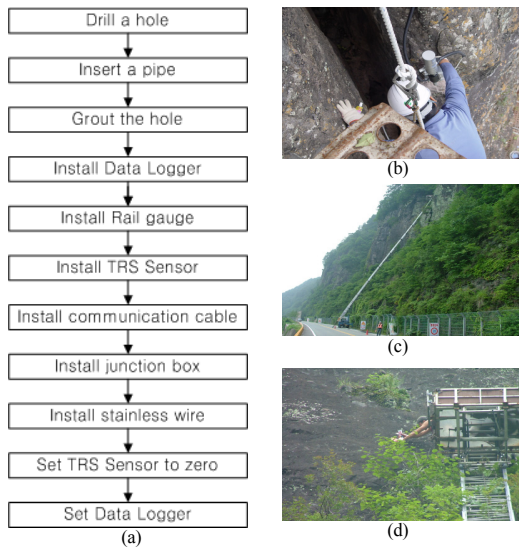 Drill a hole
Insert a pipe
Grout the hole
Install Data Logger
Install Rail gauge
Install TRS Sensor
Install communication cable
Install junction box
Install stainless wire
Set TRS Sensor to zero
Set Data Logger
(a)
(b)
(c)
(d)